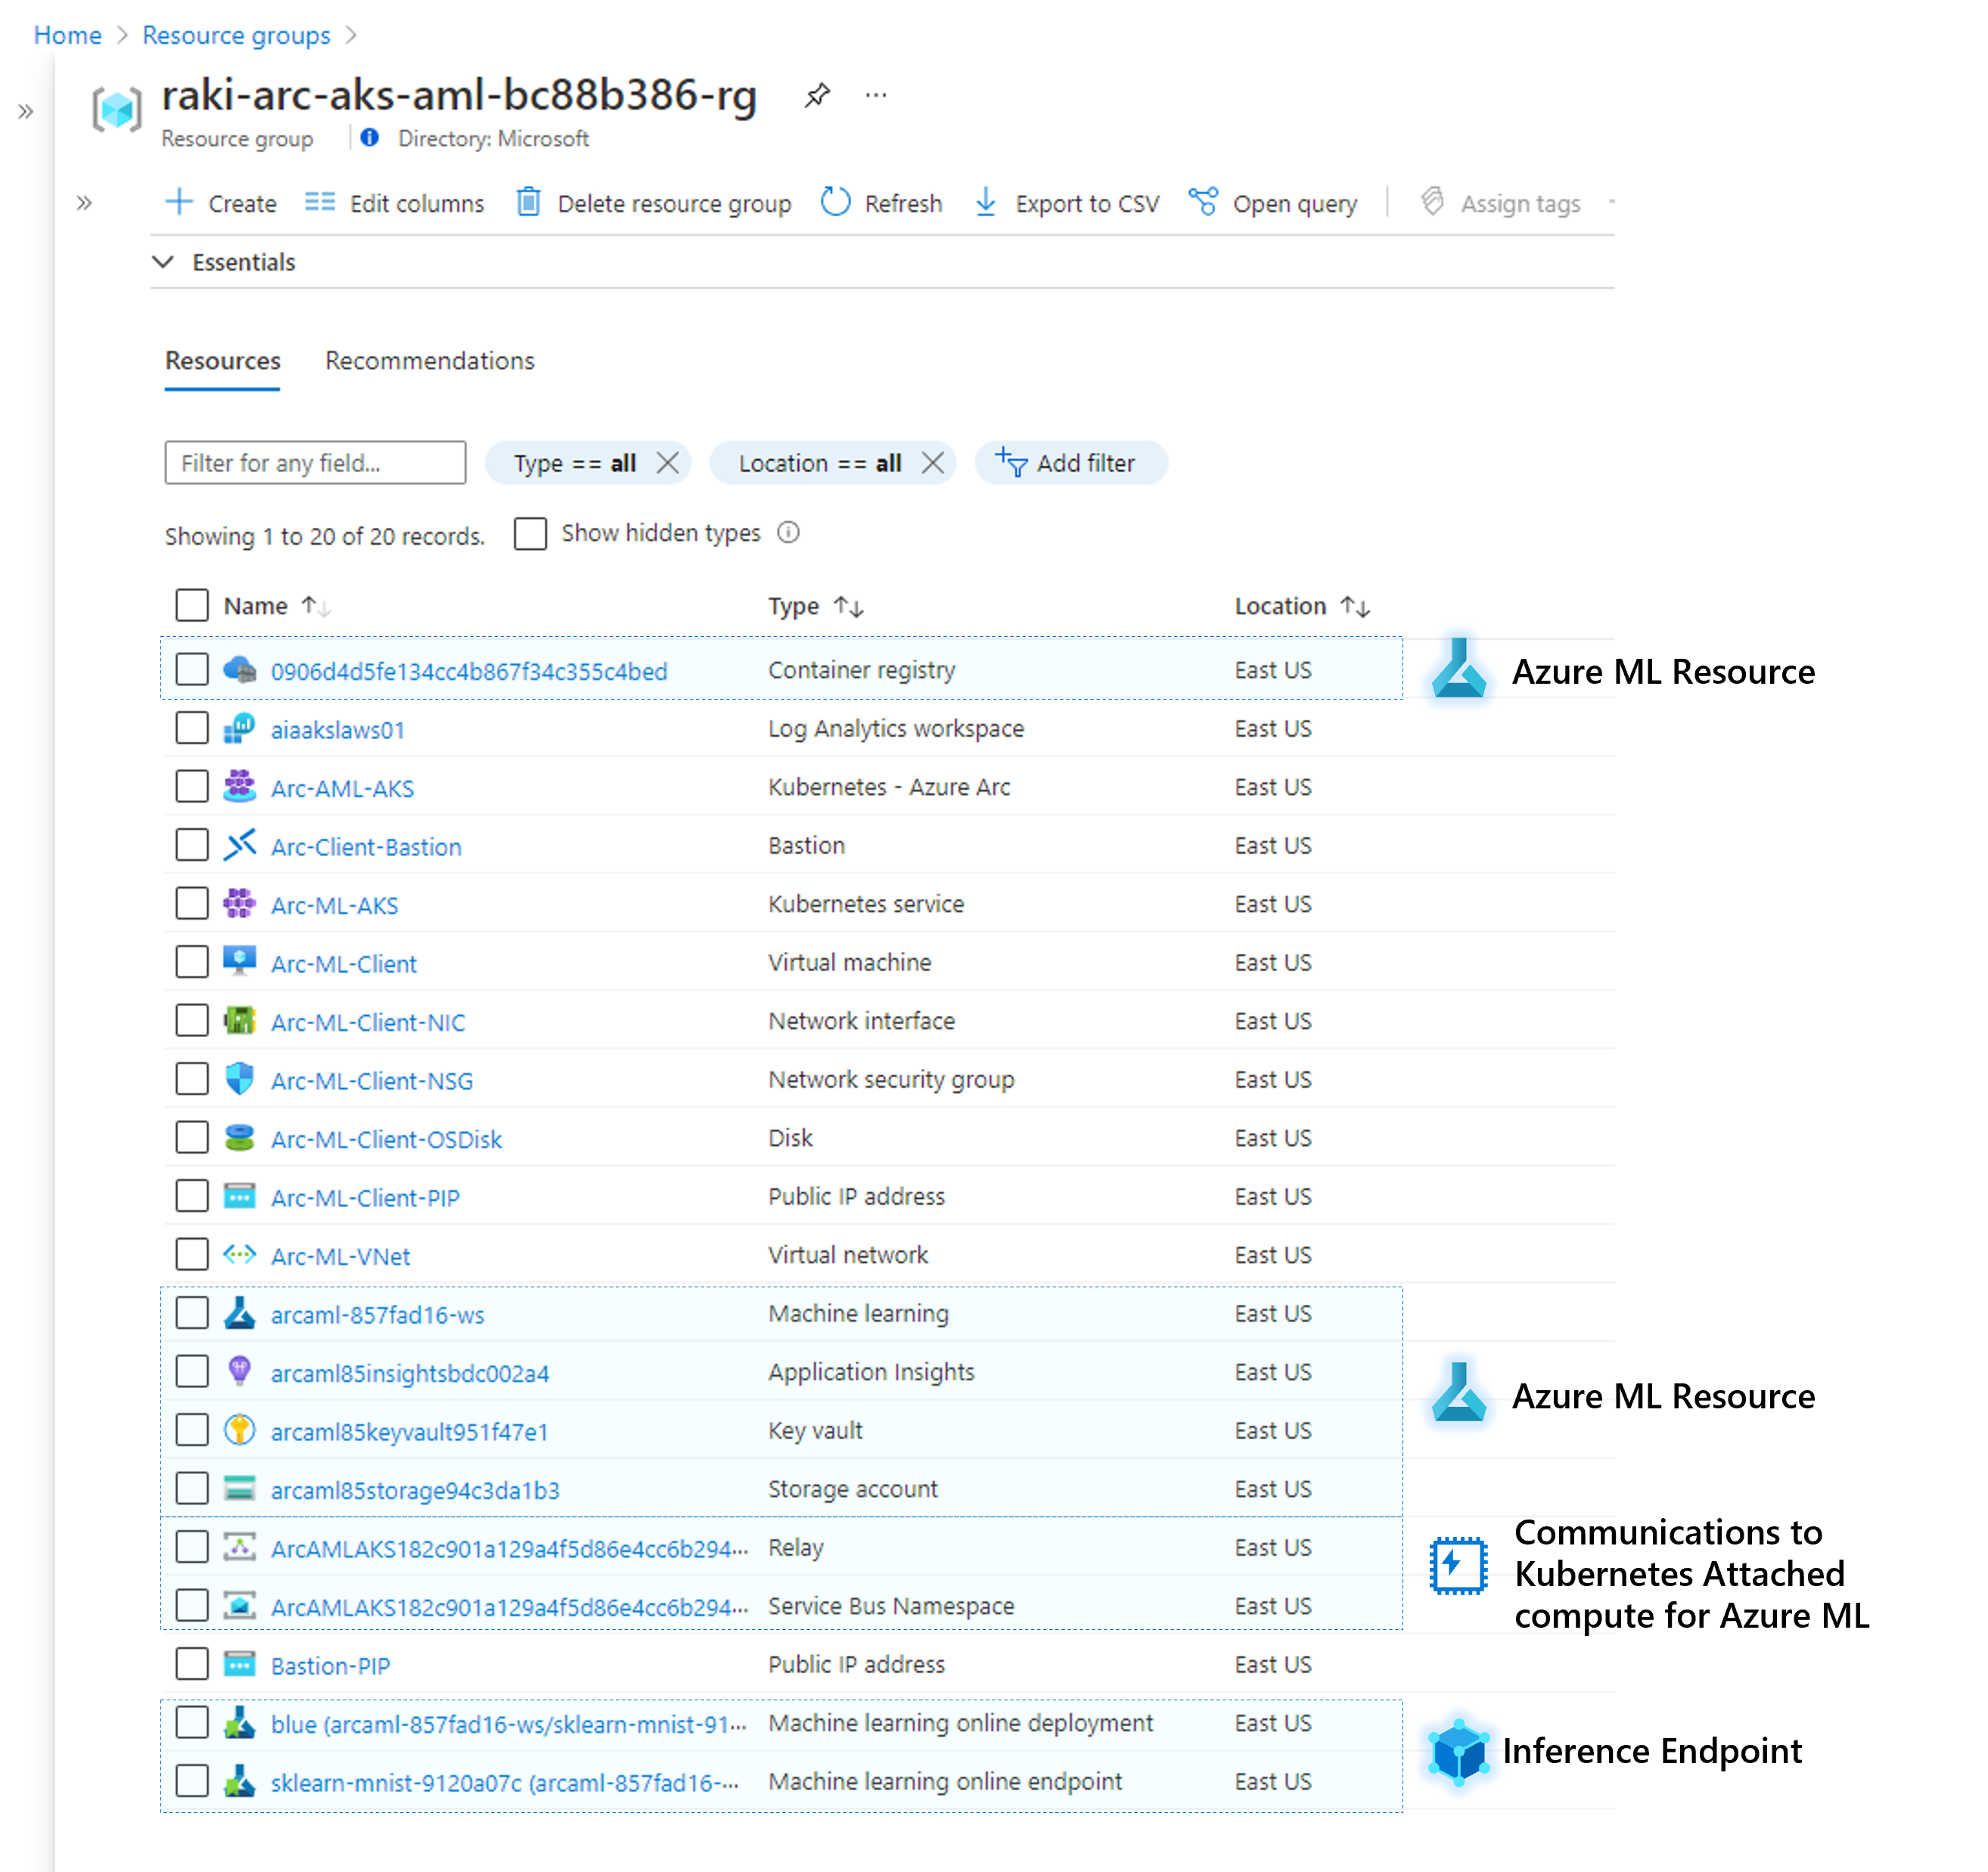 Home > Resource groups >
raki-arc-aks-aml-bc88b386-rg ...
Resource group | Directory: Microsoft
Create Edit columns Delete resource group Refresh Export to CSV Open query Assign tags
Essentials
Resources Recommendations
Filter for any field... Type == all Location == all Add filter
Showing 1 to 20 of 20 records. Show hidden types
Name Type Location
0906d4d5fe134cc4b867f34c355c4bed Container registry East US Azure ML Resource
aiaakslaws01 Log Analytics workspace East US
Arc-AML-AKS Kubernetes - Azure Arc East US
Arc-Client-Bastion Bastion East US
Arc-ML-AKS Kubernetes service East US
Arc-ML-Client Virtual machine East US
Arc-ML-Client-NIC Network interface East US
Arc-ML-Client-NSG Network security group East US
Arc-ML-Client-OSDisk Disk East US
Arc-ML-Client-PIP Public IP address East US
Arc-ML-VNet Virtual network East US
arcaml-857fad16-ws Machine learning East US
arcaml85insightsbdc002a4 Application Insights East US
Azure ML Resource
arcaml85keyvault951f47e1 Key vault East US
arcaml85storage94c3da1b3 Storage account East US
ArcAMLAKS182c901a129a4f5d86e4cc6b294... Relay East US
ArcAMLAKS182c901a129a4f5d86e4cc6b294... Service Bus Namespace East US
Communications to
Kubernetes Attached
compute for Azure ML
Bastion-PIP Public IP address East US
blue (arcaml-857fad16-ws/sklearn-mnist-91... Machine learning online deployment East US
Inference Endpoint
sklearn-mnist-9120a07c (arcaml-857fad16-... Machine learning online endpoint East US